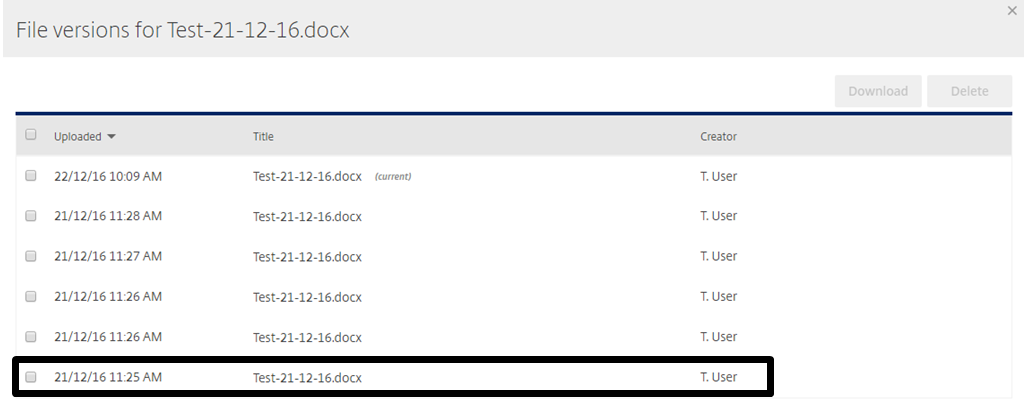 File versions for Test-21-12-16.docx
Download Delete
Uploaded Title Creator
22/12/16 10:09 AM Test-21-12-16.docx (current) T. User
21/12/16 11:28 AM Test-21-12-16.docx T. User
21/12/16 11:27 AM Test-21-12-16.docx T. User
21/12/16 11:26 AM Test-21-12-16.docx T. User
21/12/16 11:26 AM Test-21-12-16.docx T. User
21/12/16 11:25 AM Test-21-12-16.docx T. User